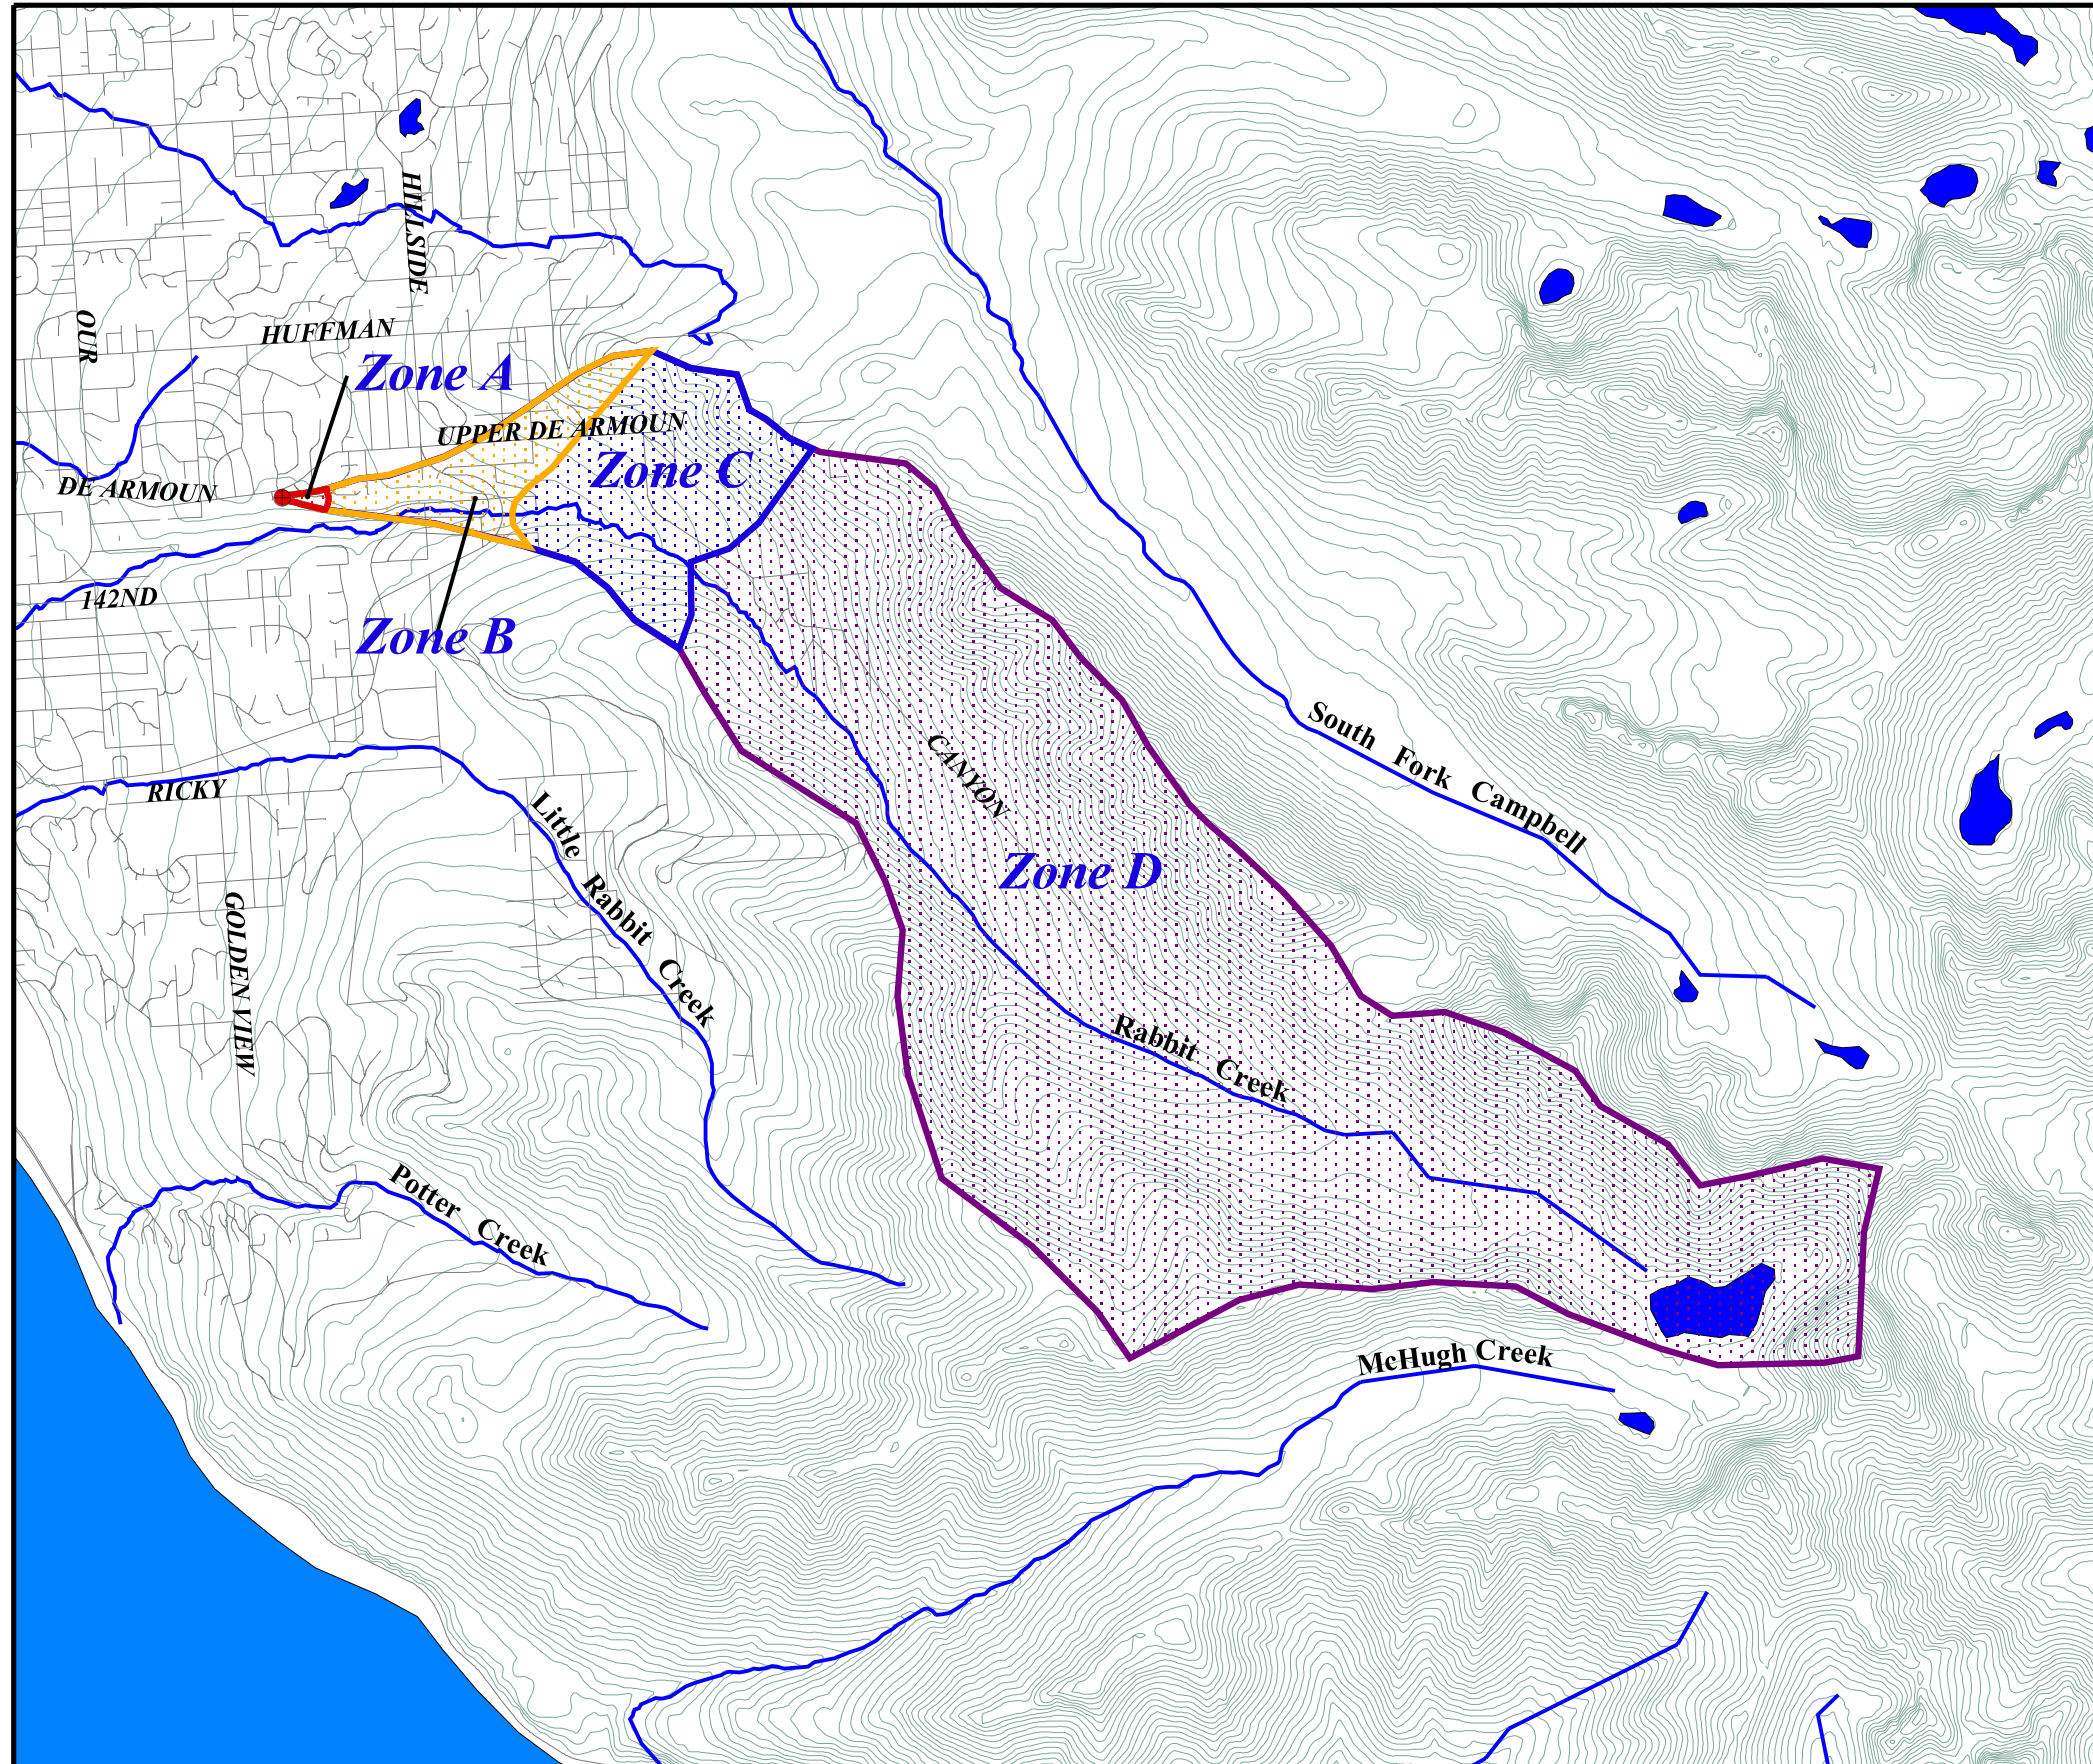 HILLSIDE
OUR
HUFFMAN
Zone A
UPPER DE ARMOUN
Zone C
DE ARMOUN
142ND
Zone B
South Fork Campbell
CANYON
RICKY
Little Rabbit Creek
Zone D
GOLDEN VIEW
Rabbit Creek
Potter Creek
McHugh Creek